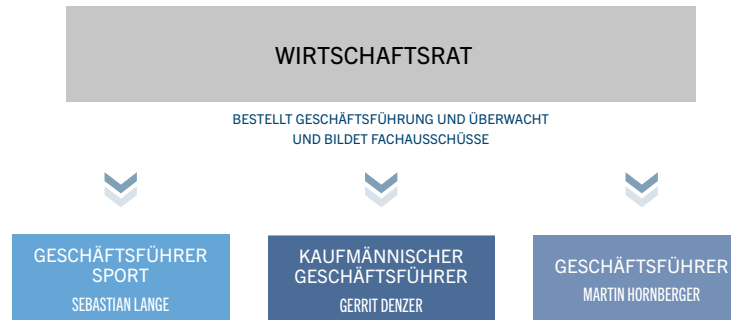 WIRTSCHAFTSRAT
BESTELLT GESCHÄFTSFÜHRUNG UND ÜBERWACHT
UND BILDET FACHAUSSCHÜSSE
GESCHÄFTSFÜHRER
SPORT
SEBASTIAN LANGE
KAUFMÄNNISCHER
GESCHÄFTSFÜHRER
GERRIT DENZER
GESCHÄFTSFÜHRER
MARTIN HORNBERGER